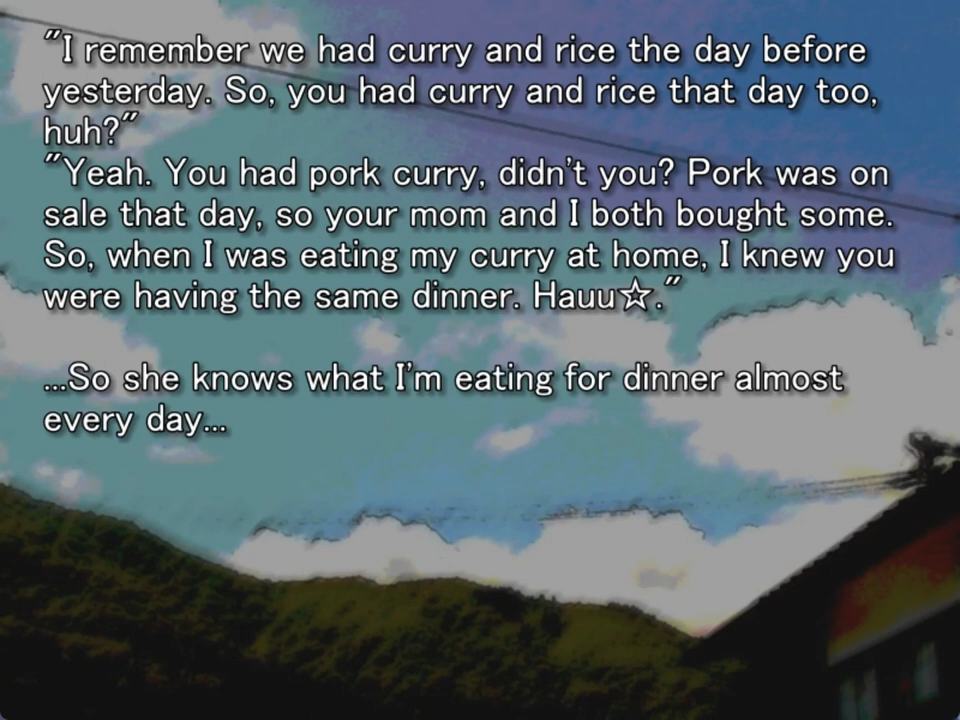 "I remember we had curry and rice the day before
yesterday. So, you had curry and rice that day too,
huh?"
"Yeah. You had pork curry, didn't you? Pork was on
sale that day, so your mom and I both bought some.
So, when I was eating my curry at home, I knew you
were having the same dinner. Hauu☆."
...So she knows what I'm eating for dinner almost
every day...